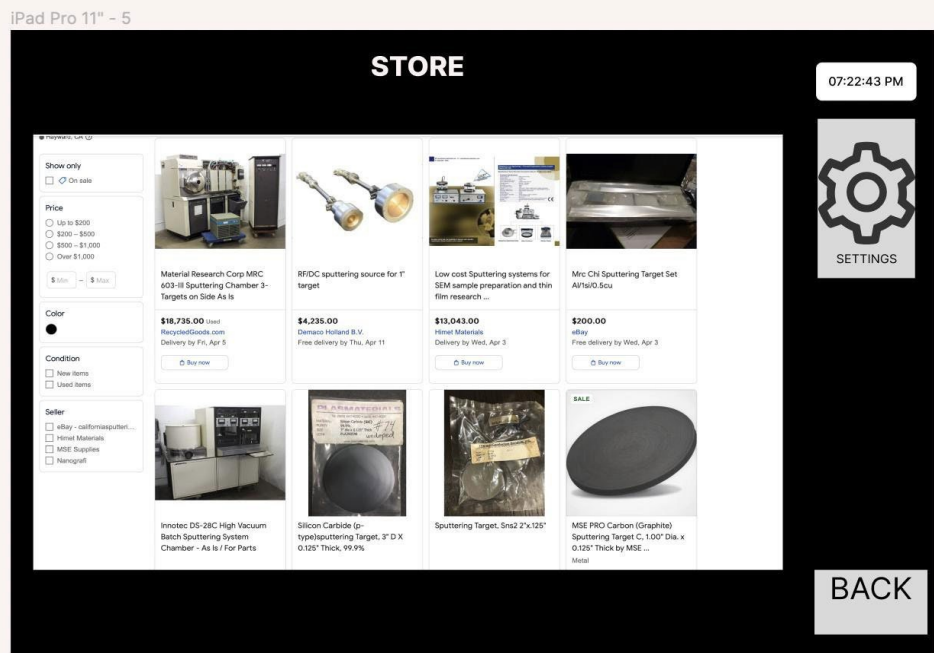 iPad Pro 11" - 5
STORE
07:22:43 PM
SETTINGS
BACK
Hayward, CA
Show only
On sale
Price
Up to $200
$200 – $500
$500 – $1,000
Over $1,000
$ Min – $ Max
Color
Condition
New items
Used items
Seller
eBay - californiasputteri...
Himet Materials
MSE Supplies
Nanografi
Material Research Corp MRC
603-III Sputtering Chamber 3-
Targets on Side As Is
$18,735.00 Used
RecycledGoods.com
Delivery by Fri, Apr 5
Buy now
RF/DC sputtering source for 1"
target
$4,235.00
Demaco Holland B.V.
Free delivery by Thu, Apr 11
Low cost Sputtering systems for
SEM sample preparation and thin
film research ...
$13,043.00
Himet Materials
Delivery by Wed, Apr 3
Buy now
Mrc Chi Sputtering Target Set
Al/1si/0.5cu
$200.00
eBay
Free delivery by Wed, Apr 3
Buy now
Innotec DS-28C High Vacuum
Batch Sputtering System
Chamber - As Is / For Parts
PLASMATERIALS
#74
undoped
Silicon Carbide (p-
type)sputtering Target, 3" D X
0.125" Thick, 99.9%
Sputtering Target, Sns2 2"x.125"
SALE
MSE PRO Carbon (Graphite)
Sputtering Target C, 1.00" Dia. x
0.125" Thick by MSE ...
Metal